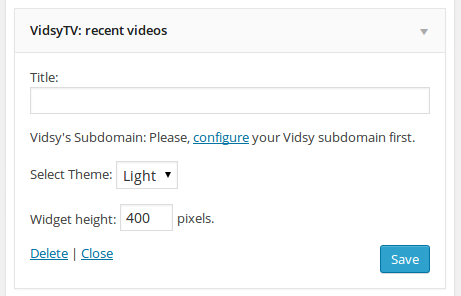 VidsyTV: recent videos
Title:
Vidsy's Subdomain: Please, configure your Vidsy subdomain first.
Select Theme: Light
Widget height: 400 pixels.
Delete | Close
Save